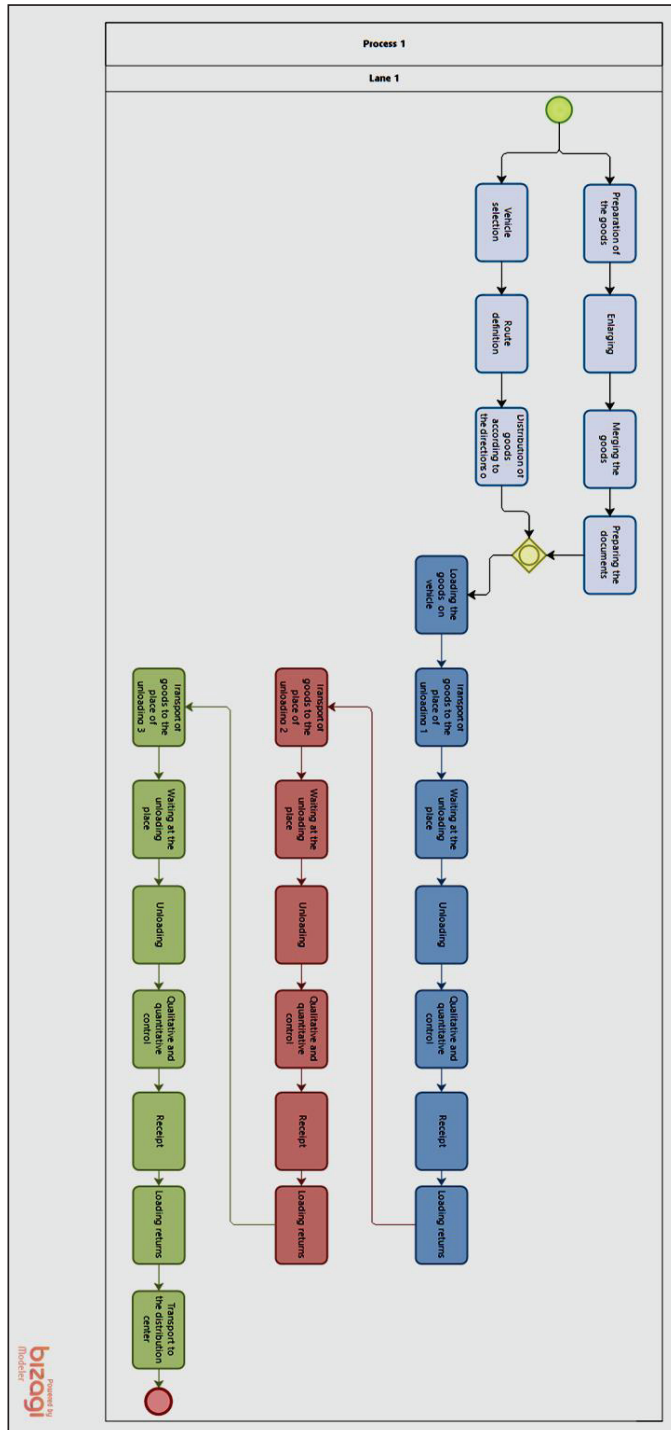 Process 1
Lane 1
Preparation of
the goods
Enlarging
Merging the
goods
Preparing the
documents
Vehicle
selection
Route
definition
Distribution of
goods
according to
the directions o
Loading the
goods on
vehicle
Transport of
goods to the
place of
unloading 1
Waiting at the
unloading
place
Unloading
Qualitative and
quantitative
control
Receipt
Loading returns
Transport of
goods to the
place of
unloading 2
Waiting at the
unloading
place
Unloading
Qualitative and
quantitative
control
Receipt
Loading returns
Transport of
goods to the
place of
unloading 3
Waiting at the
unloading
place
Unloading
Qualitative and
quantitative
control
Receipt
Loading returns
Transport to
the distribution
center
Powered by
bizagi
Modeler